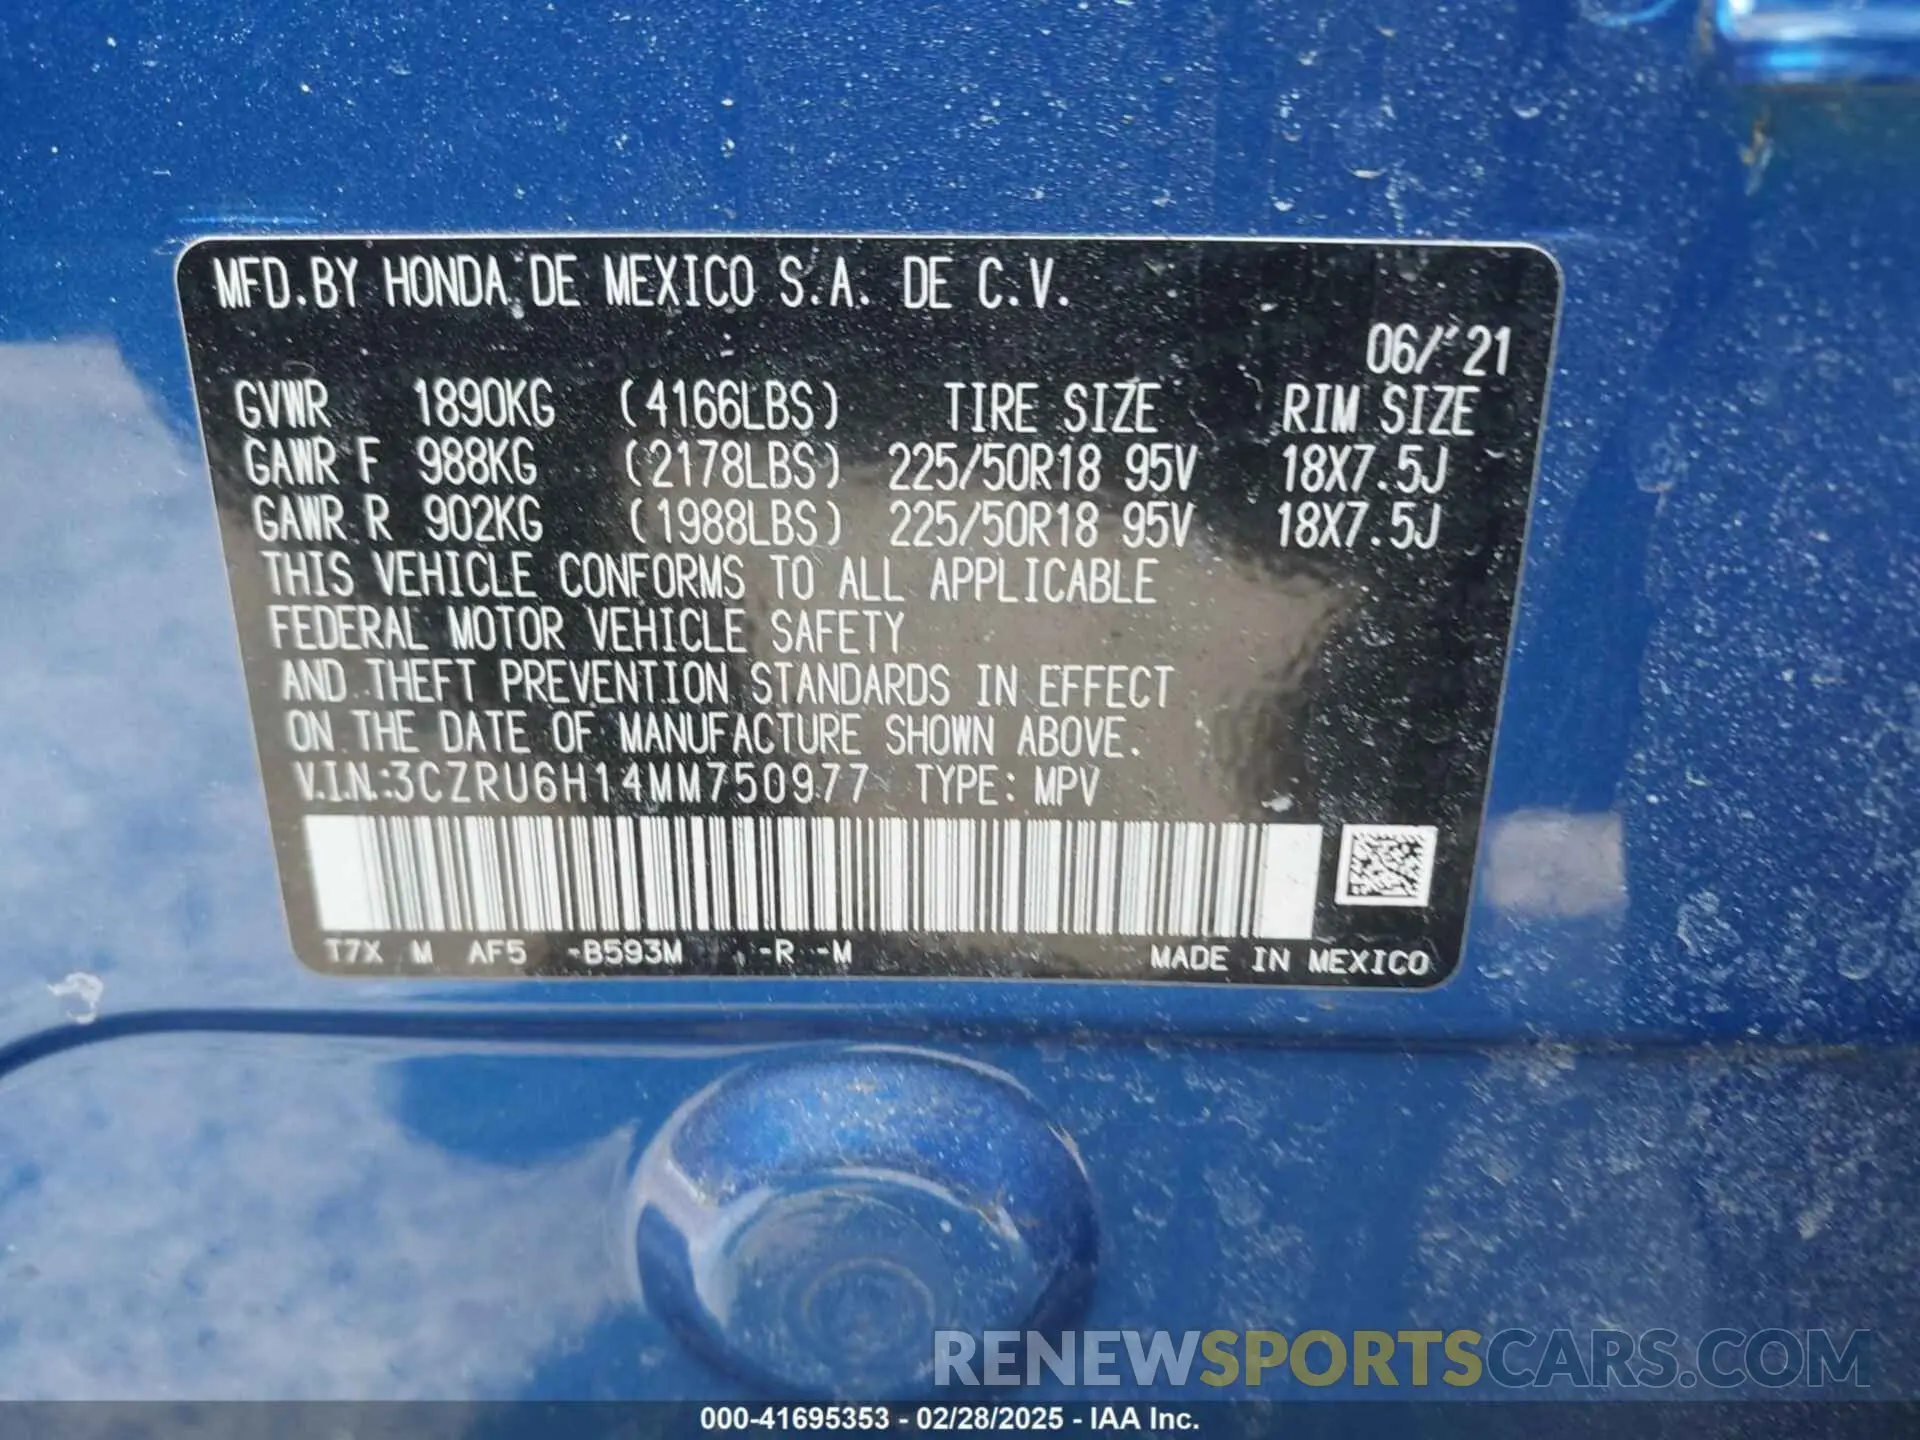 MFD.BY HONDA DE MEXICO S.A. DE C.V.
06/'21
GVWR 1890KG (4166LBS) TIRE SIZE RIM SIZE
GAWR F 988KG (2178LBS) 225/50R18 95V 18X7.5J
GAWR R 902KG (1988LBS) 225/50R18 95V 18X7.5J
THIS VEHICLE CONFORMS TO ALL APPLICABLE
FEDERAL MOTOR VEHICLE SAFETY
AND THEFT PREVENTION STANDARDS IN EFFECT
ON THE DATE OF MANUFACTURE SHOWN ABOVE.
V.I.N.:3CZRU6H14MM750977 TYPE: MPV
T7X M AF5 -B593M -R -M MADE IN MEXICO
RENEWSPORTSCARS.COM
000-41695353 - 02/28/2025 - IAA Inc.